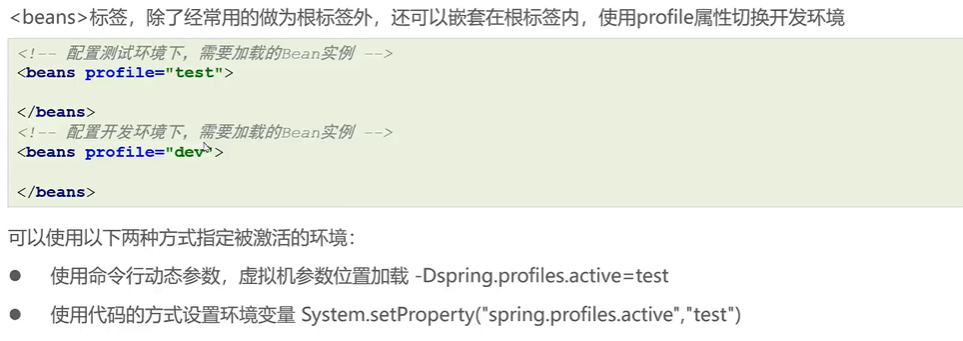 <beans>标签，除了经常用的做为根标签外，还可以嵌套在根标签内，使用profile属性切换开发环境
<!-- 配置测试环境下，需要加载的Bean实例 -->
<beans profile="test">
</beans>
<!-- 配置开发环境下，需要加载的Bean实例 -->
<beans profile="dev">
</beans>
可以使用以下两种方式指定被激活的环境：
● 使用命令行动态参数，虚拟机参数位置加载 -Dspring.profiles.active=test
● 使用代码的方式设置环境变量 System.setProperty("spring.profiles.active","test")